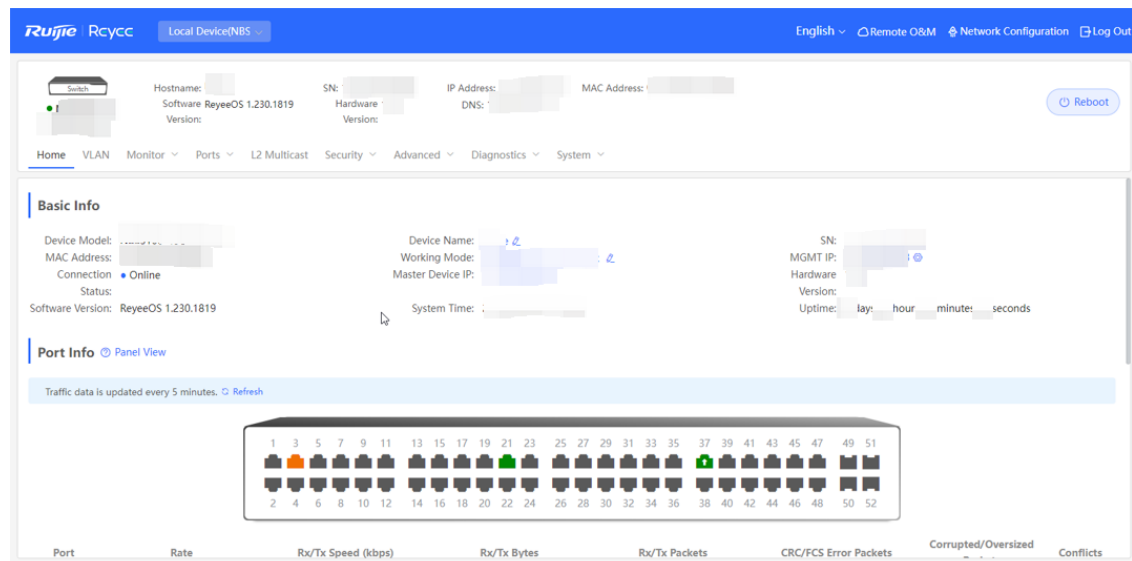 Ruijie Rcycc Local Device(NBS English Remote O&M Network Configuration Log Out
Switch Hostname: SN: IP Address: MAC Address:
Software ReyeeOS 1.230.1819 Hardware DNS: Reboot
Version: Version:
Home VLAN Monitor Ports L2 Multicast Security Advanced Diagnostics System
Basic Info
Device Model: Device Name: SN:
MAC Address: Working Mode: MGMT IP:
Connection Online Master Device IP: Hardware
Status: Version:
Software Version: ReyeeOS 1.230.1819 System Time: Uptime: hour minutes seconds
Port Info Panel View
Traffic data is updated every 5 minutes. Refresh
1 3 5 7 9 11 13 15 17 19 21 23 25 27 29 31 33 35 37 39 41 43 45 47 49 51
2 4 6 8 10 12 14 16 18 20 22 24 26 28 30 32 34 36 38 40 42 44 46 48 50 52
Port Rate Rx/Tx Speed (kbps) Rx/Tx Bytes Rx/Tx Packets CRC/FCS Error Packets Corrupted/Oversized Conflicts